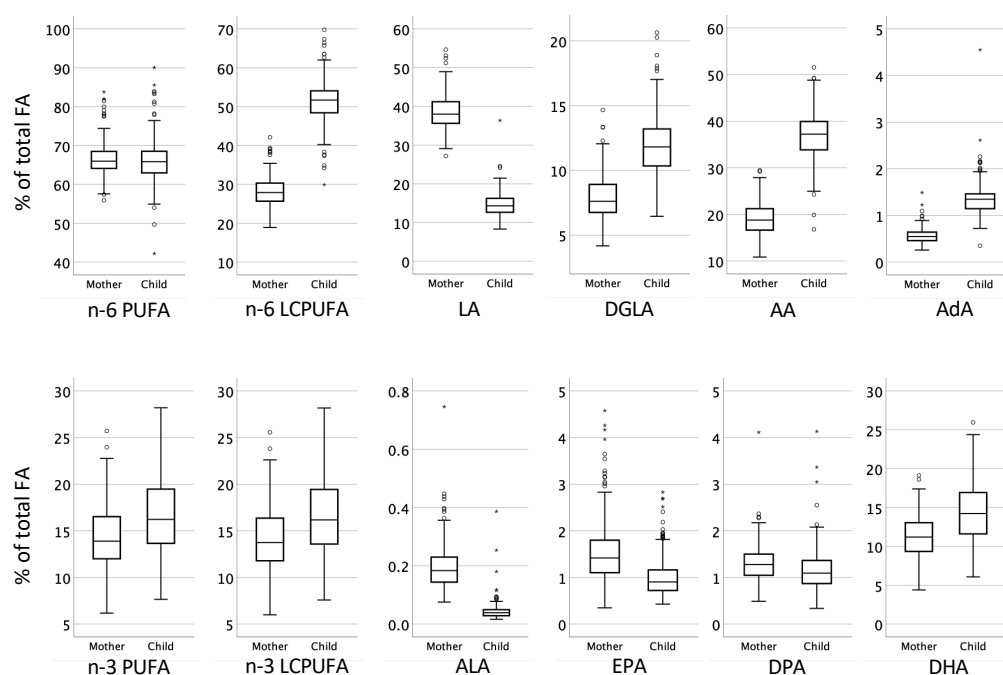 % of total FA
100 90 80 70 60 50 40
Mother Child
n-6 PUFA
70 60 50 40 30 20 10
Mother Child
n-6 LCPUFA
60 50 40 30 20 10 0
Mother Child
LA
20 15 10 5
Mother Child
DGLA
60 50 40 30 20 10
Mother Child
AA
5 4 3 2 1 0
Mother Child
AdA
% of total FA
30 25 20 15 10 5
Mother Child
n-3 PUFA
30 25 20 15 10 5
Mother Child
n-3 LCPUFA
0.8 0.6 0.4 0.2 0.0
Mother Child
ALA
5 4 3 2 1 0
Mother Child
EPA
5 4 3 2 1 0
Mother Child
DPA
30 25 20 15 10 5 0
Mother Child
DHA